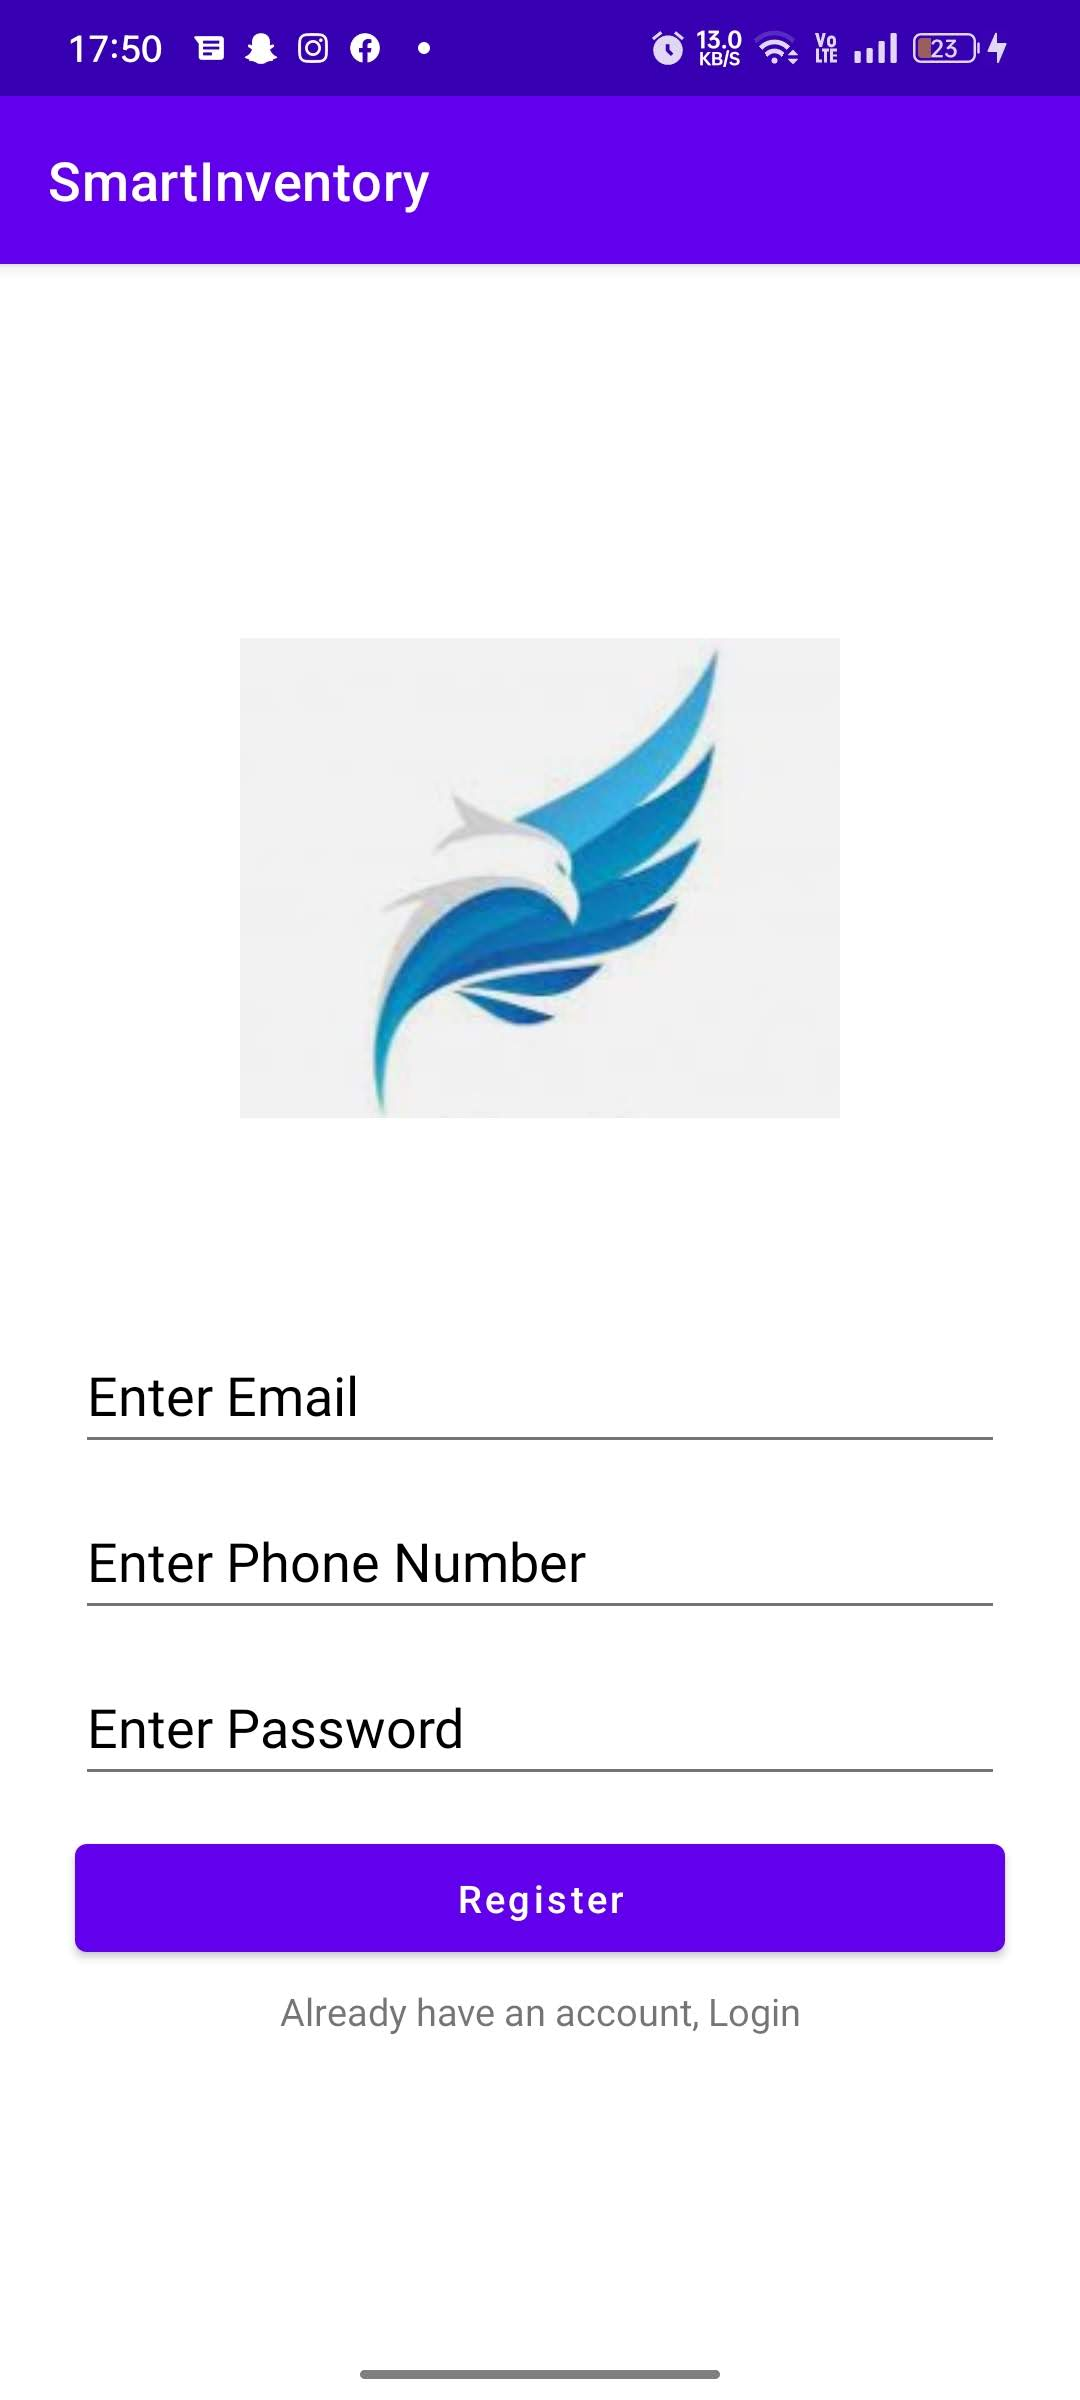 17:50
13.0
KB/S
Vo
LTE
23
SmartInventory
Enter Email
Enter Phone Number
Enter Password
Register
Already have an account, Login